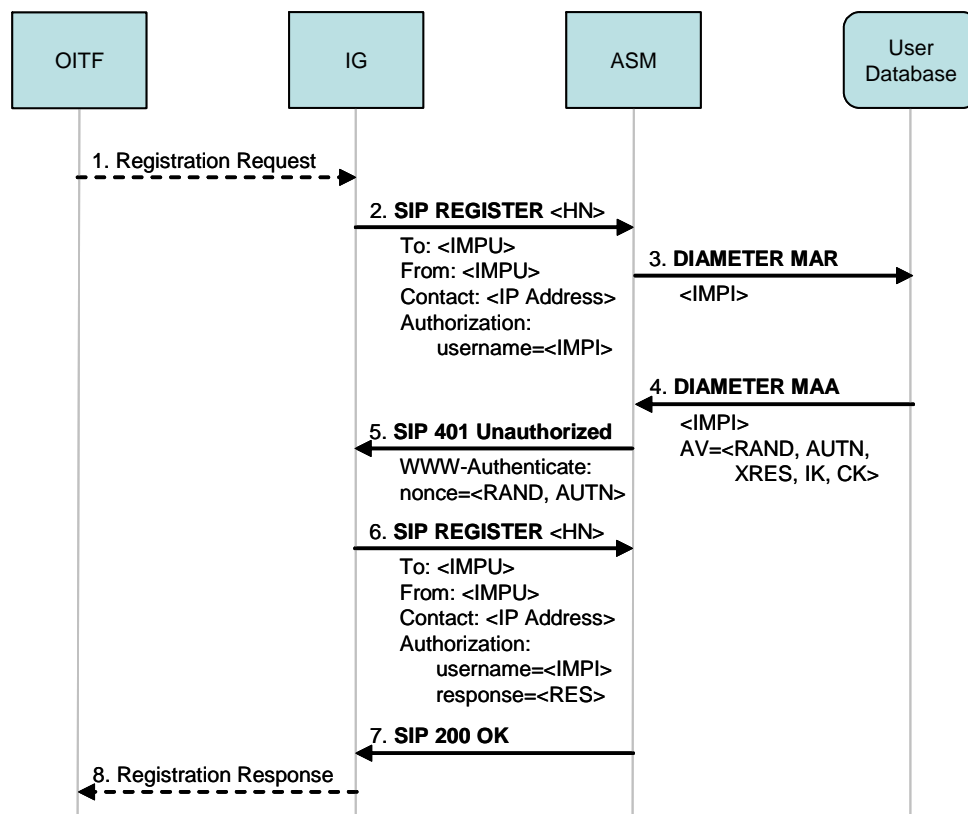 OITF
IG
ASM
User
Database
1. Registration Request
2. SIP REGISTER <HN>
To: <IMPU>
From: <IMPU>
Contact: <IP Address>
Authorization:
username=<IMPI>
3. DIAMETER MAR
<IMPI>
4. DIAMETER MAA
<IMPI>
AV=<RAND, AUTN,
XRES, IK, CK>
5. SIP 401 Unauthorized
WWW-Authenticate:
nonce=<RAND, AUTN>
6. SIP REGISTER <HN>
To: <IMPU>
From: <IMPU>
Contact: <IP Address>
Authorization:
username=<IMPI>
response=<RES>
7. SIP 200 OK
8. Registration Response